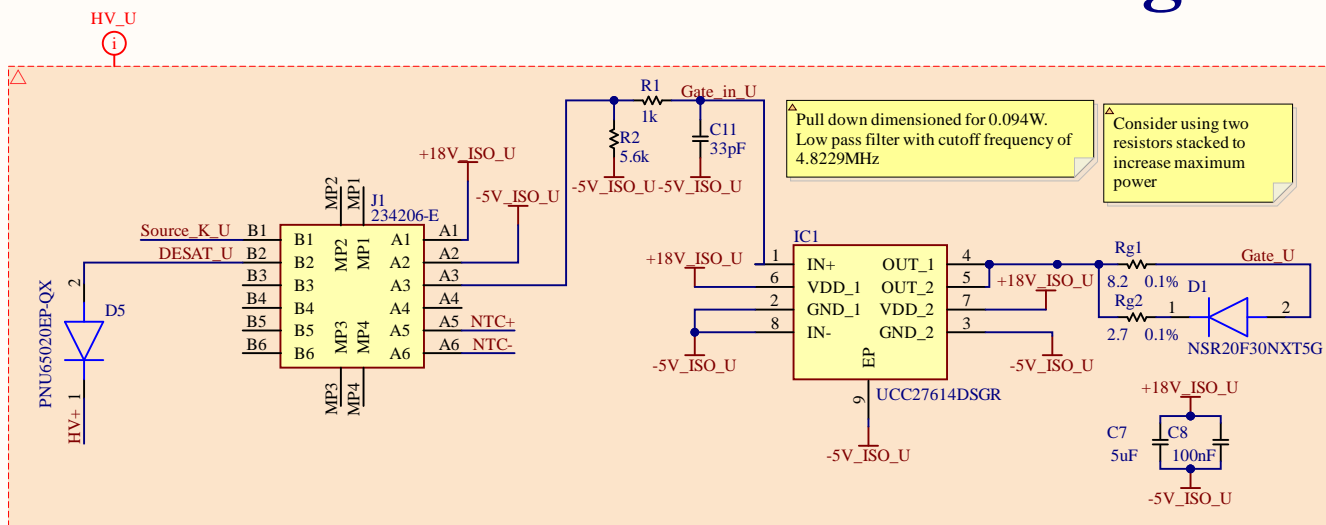 g
HV_U
i
R1
1k
Gate_in_U
R2
5.6k
C11
33pF
-5V_ISO_U
-5V_ISO_U
Pull down dimensioned for 0.094W.
Low pass filter with cutoff frequency of
4.8229MHz
Consider using two
resistors stacked to
increase maximum
power
+18V_ISO_U
-5V_ISO_U
MP2
MP1
J1
234206-E
Source_K_U
DESAT_U
B1
B2
B3
B4
B5
B6
B1
B2
B3
B4
B5
B6
MP2
MP1
MP3
MP4
A1
A2
A3
A4
A5
A6
A1
A2
A3
A4
A5
A6
NTC+
NTC-
MP3
MP4
2
D5
PNU65020EP-QX
1
HV+
IC1
+18V_ISO_U
1
6
2
8
IN+
VDD_1
GND_1
IN-
OUT_1
OUT_2
VDD_2
GND_2
EP
4
5
7
3
9
-5V_ISO_U
+18V_ISO_U
-5V_ISO_U
UCC27614DSGR
-5V_ISO_U
Rg1
8.2
0.1%
Gate_U
Rg2
2.7
0.1%
D1
1
2
NSR20F30NXT5G
+18V_ISO_U
C7
5uF
C8
100nF
-5V_ISO_U